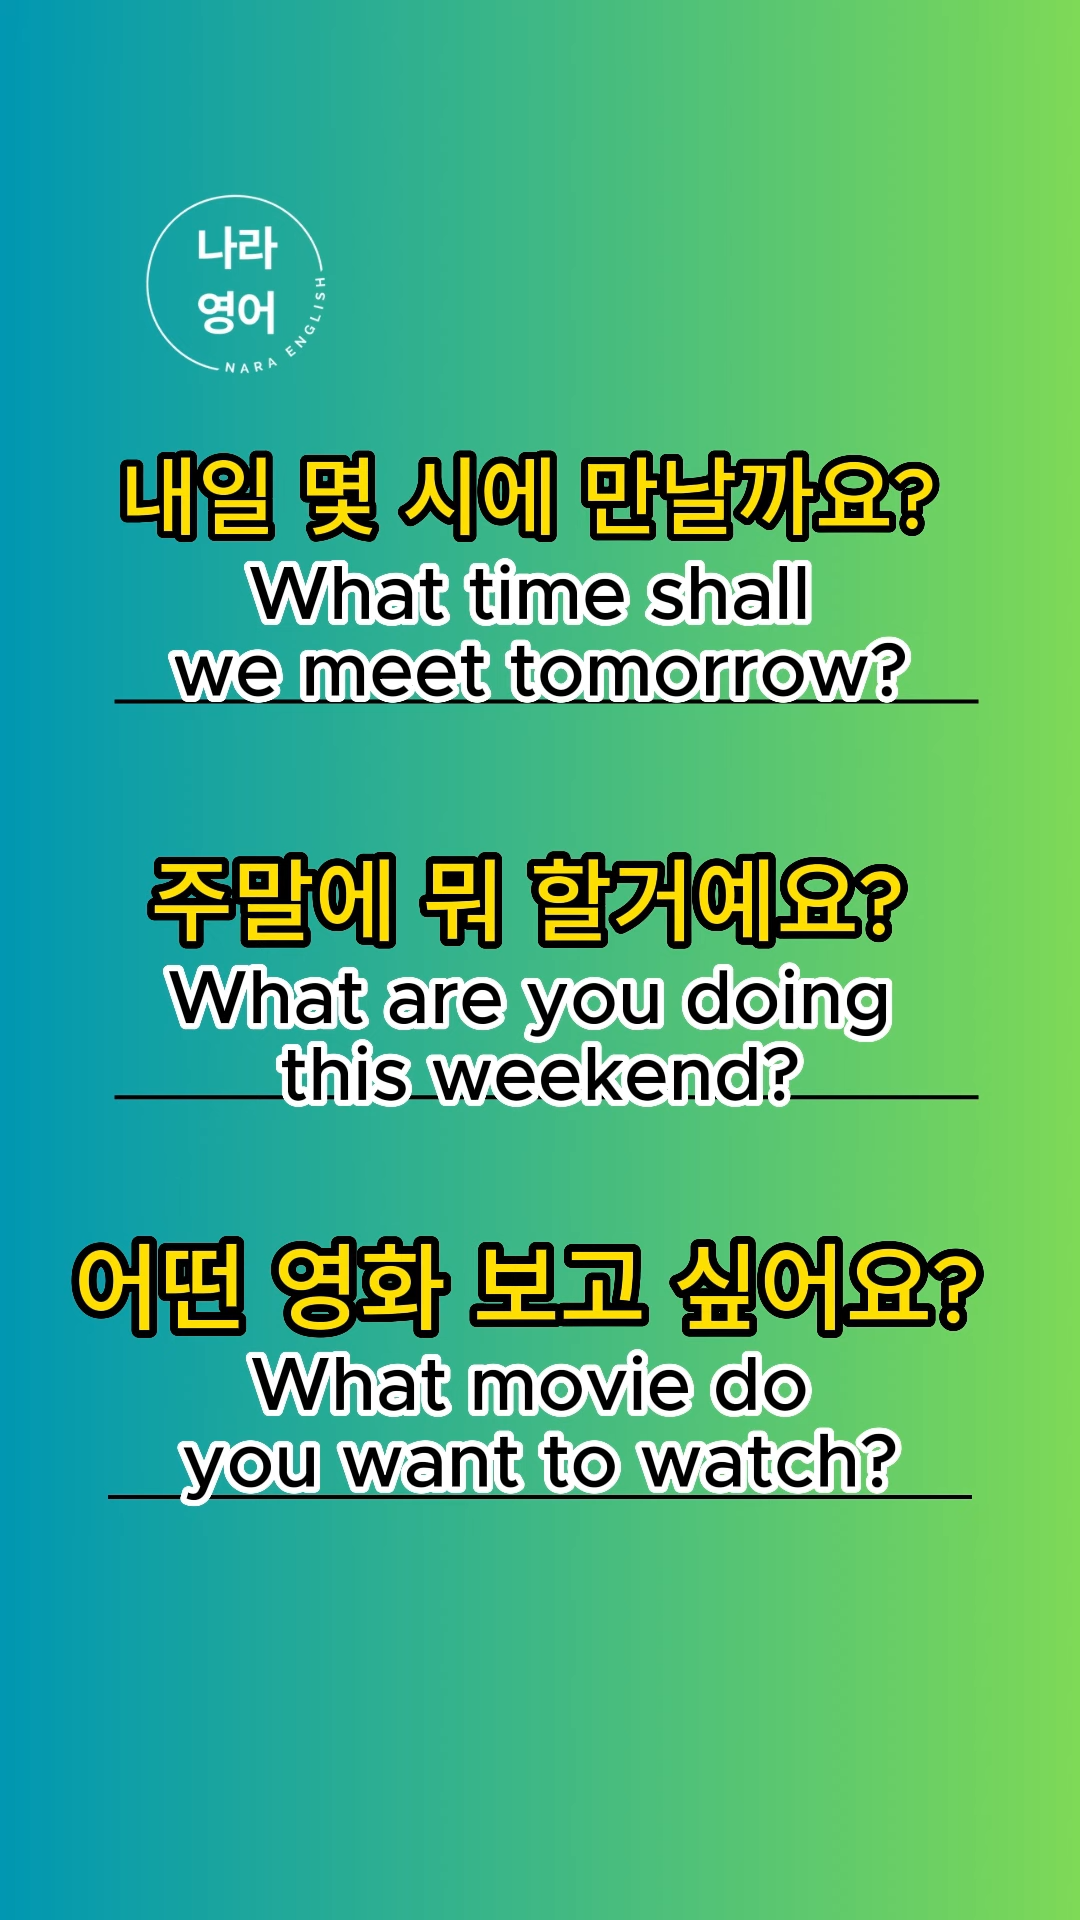 나라
영어
NARA ENGLISH
내일 몇 시에 만날까요?
What time shall
we meet tomorrow?
주말에 뭐 할거예요?
What are you doing
this weekend?
어떤 영화 보고 싶어요?
What movie do
you want to watch?